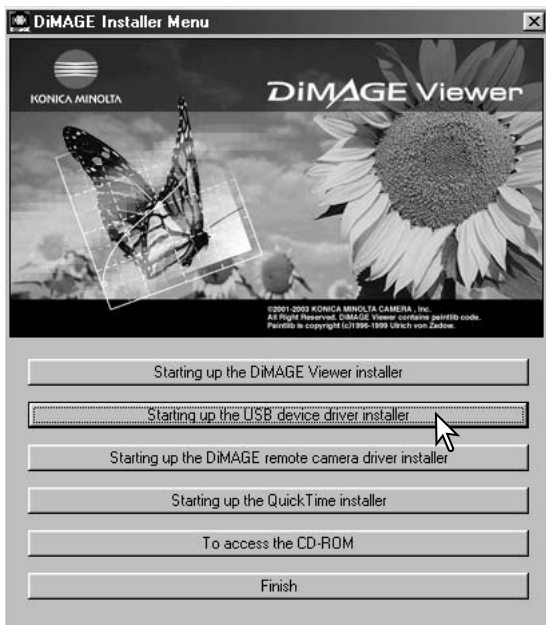 DiMAGE Installer Menu
KONICA MINOLTA
DiMAGE Viewer
©2001-2003 KONICA MINOLTA CAMERA , Inc.
All Right Reserved. DiMAGE Viewer contains paintlib code.
Paintlib is copyright (c)1996-1999 Ulrich von Zadow.
Starting up the DiMAGE Viewer installer
Starting up the USB device driver installer
Starting up the DiMAGE remote camera driver installer
Starting up the QuickTime installer
To access the CD-ROM
Finish